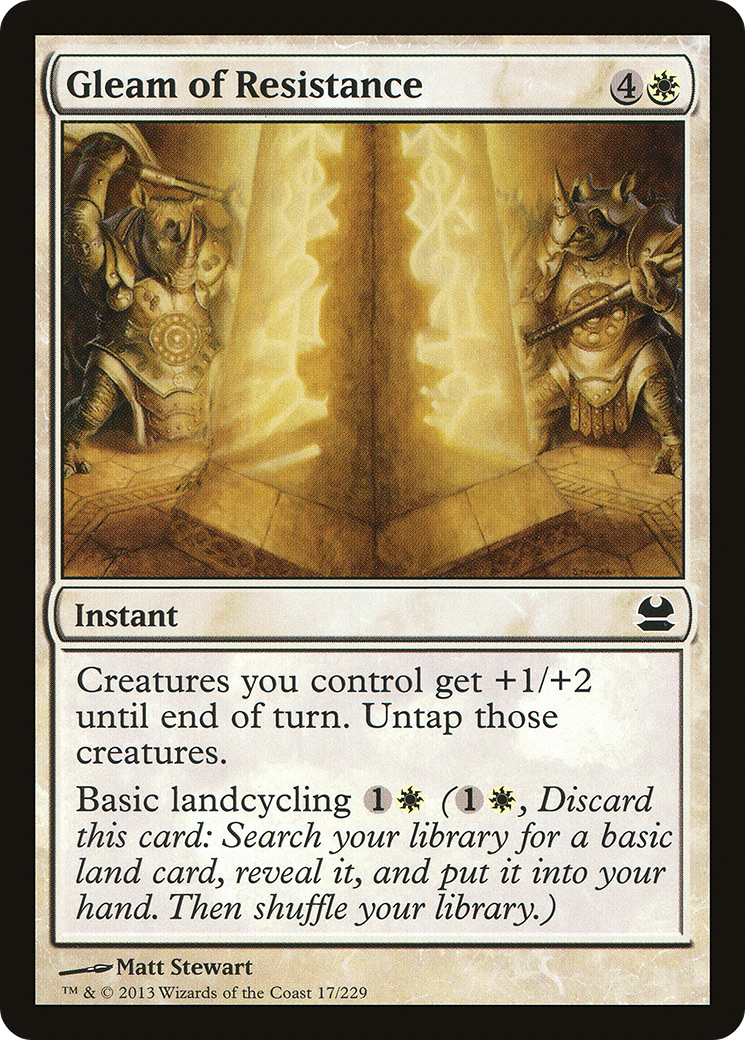 Gleam of Resistance 4
Instant
Creatures you control get +1/+2
until end of turn. Untap those
creatures.
Basic landcycling 1 (1, Discard
this card: Search your library for a basic
land card, reveal it, and put it into your
hand. Then shuffle your library.)
Matt Stewart
™ & © 2013 Wizards of the Coast 17/229